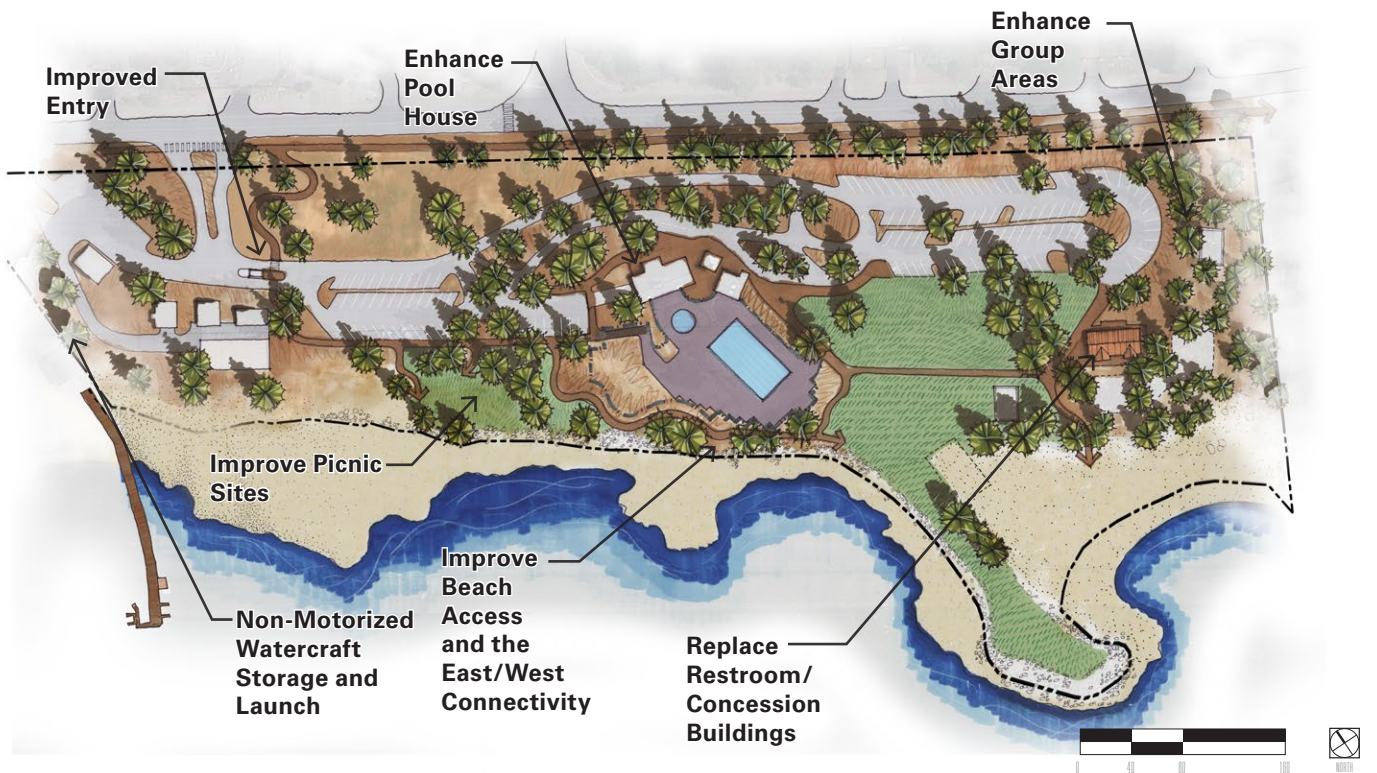 Improved
Entry
Enhance
Pool
House
Enhance
Group
Areas
Improve Picnic
Sites
Non-Motorized
Watercraft
Storage and
Launch
Improve
Beach
Access
and the
East/West
Connectivity
Replace
Restroom/
Concession
Buildings
0 40 80 160
NORTH